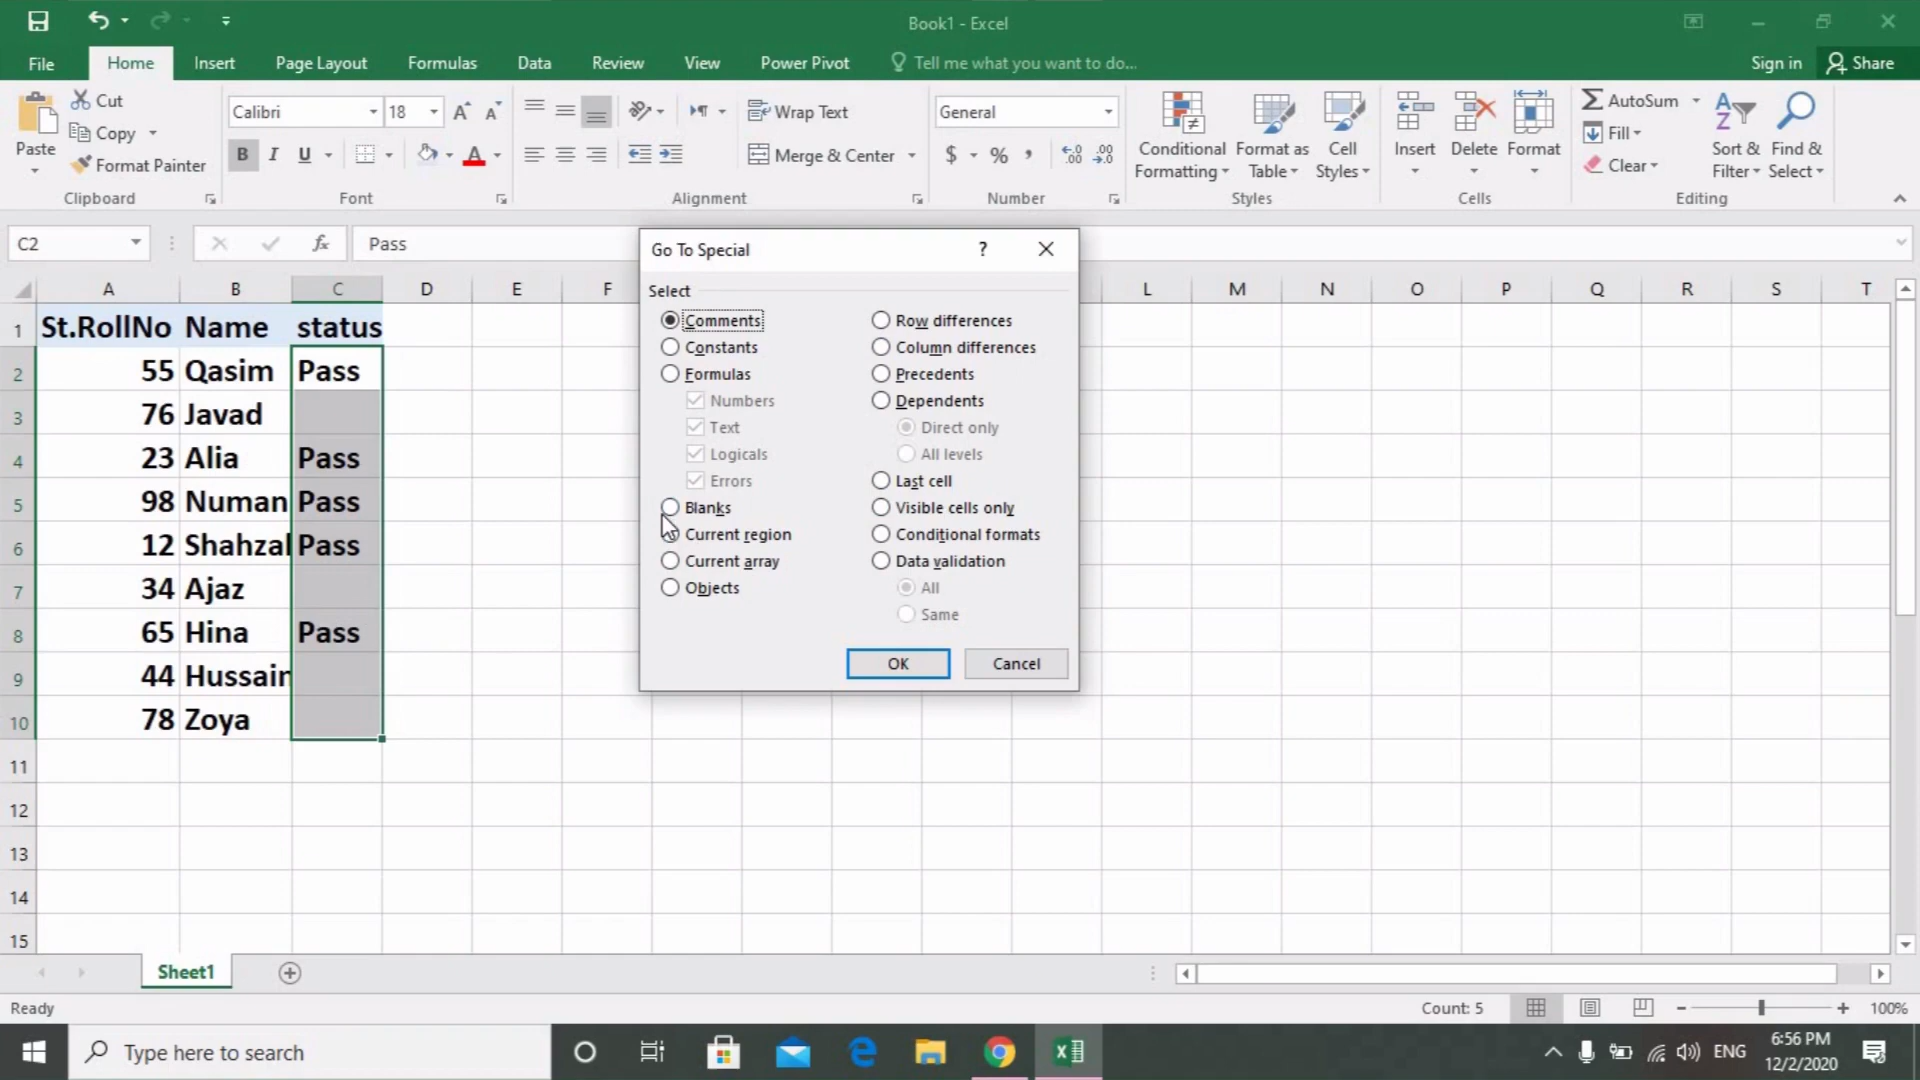 Book1 - Excel
File Home Insert Page Layout Formulas Data Review View Power Pivot Tell me what you want to do... Sign in Share
Paste
Cut
Copy
Format Painter
Clipboard
Calibri 18
B I U A
Font
Wrap Text
Merge & Center
Alignment
General
$ % ,
Number
Conditional Formatting
Format as Table
Cell Styles
Styles
Insert Delete Format
Cells
AutoSum
Fill
Clear
Sort & Filter
Find & Select
Editing
C2 fx Pass
A B C D E F L M N O P Q R S T
1 St.RollNo Name status
2 55 Qasim Pass
3 76 Javad
4 23 Alia Pass
5 98 Numan Pass
6 12 Shahzal Pass
7 34 Ajaz
8 65 Hina Pass
9 44 Hussain
10 78 Zoya
11
12
13
14
15
Go To Special ?
Select
Comments
Constants
Formulas
Numbers
Text
Logicals
Errors
Blanks
Current region
Current array
Objects
Row differences
Column differences
Precedents
Dependents
Direct only
All levels
Last cell
Visible cells only
Conditional formats
Data validation
All
Same
OK Cancel
Sheet1
Ready Count: 5 100%
Type here to search ENG 6:56 PM
12/2/2020